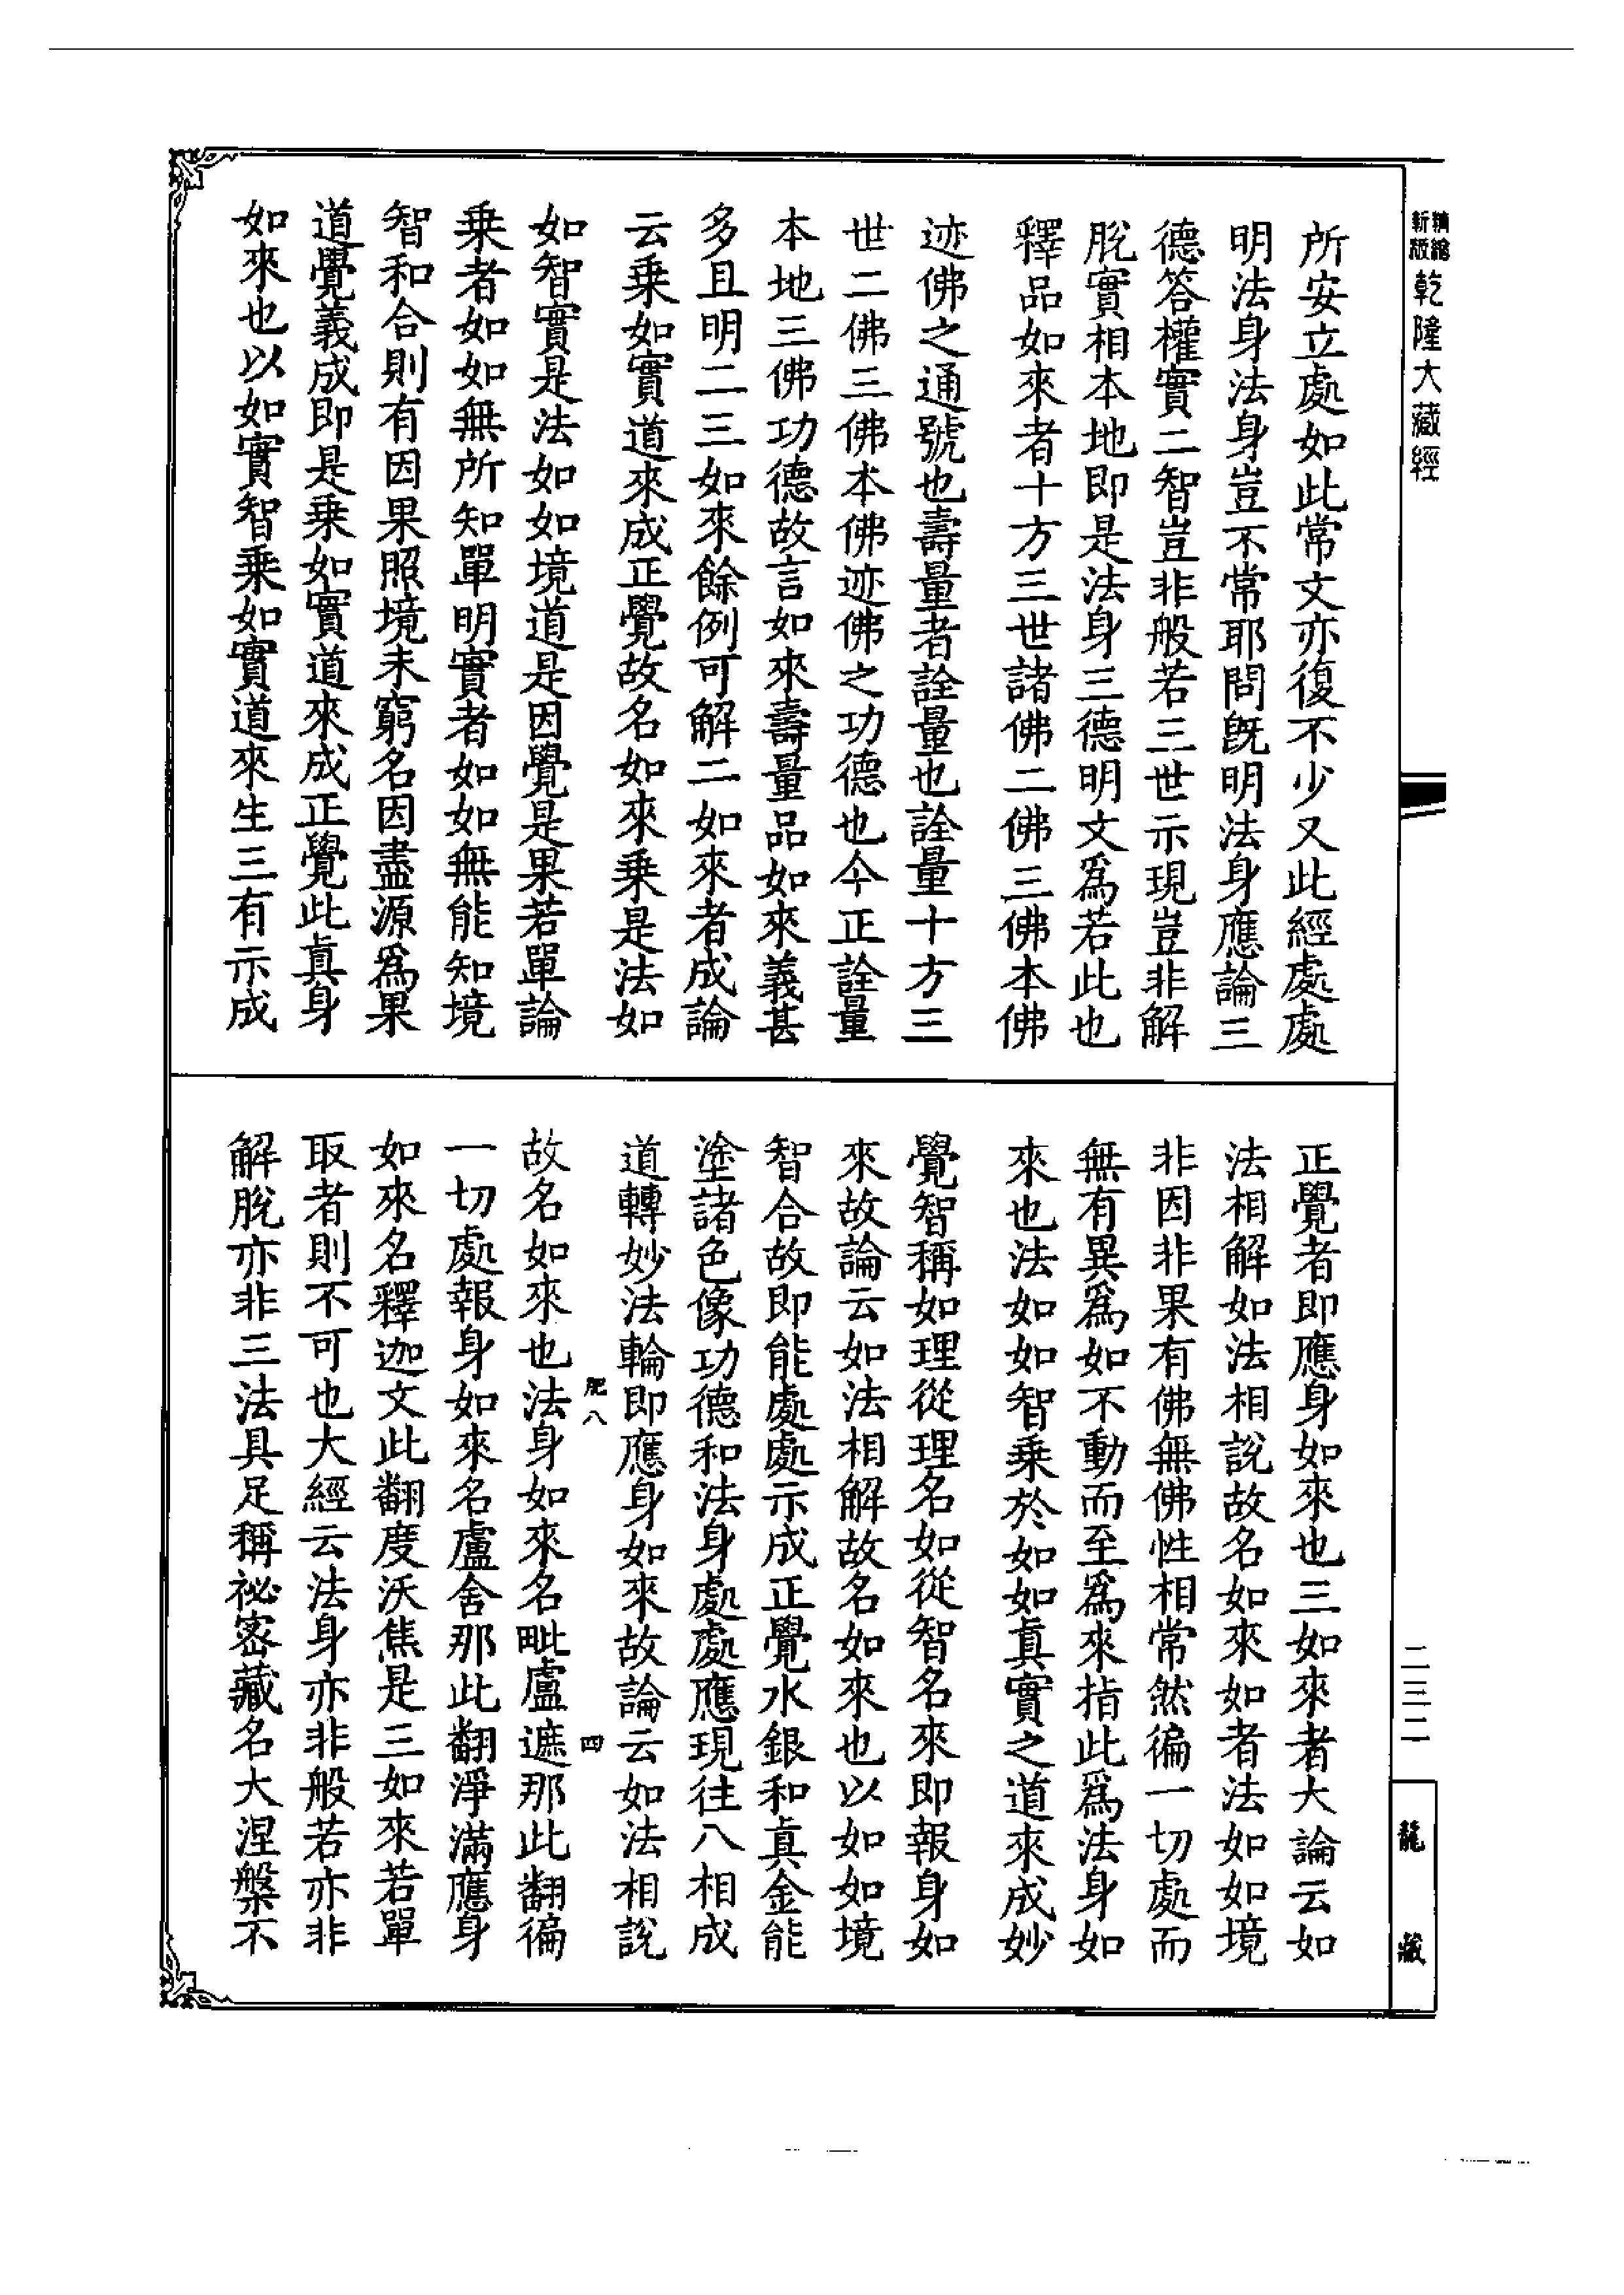 精縮新版乾隆大藏經
所安立處如此常文亦復不少又此經處處
明法身法身豈不常耶問既明法身應論三
德答權實二智豈非般若三世示現豈非解
脫實相本地即是法身三德明文爲若此也
釋品如來者十方三世諸佛二佛三佛本佛
迹佛之通號也壽量者詮量也詮量十方三
世二佛三佛本佛迹佛之功德也今正詮量
本地三佛功德故言如來壽量品如來義甚
多且明二三如來餘例可解二如來者成論
云乗如實道來成正覺故名如來乗是法如
如智實是法如如境道是因覺是果若單論
乗者如如無所知單明實者如如無能知境
智和合則有因果照境未窮名因盡源爲果
道覺義成即是乗如實道來成正覺此眞身
如來也以如實智乗如實道來生三有示成
正覺者即應身如來也三如來者大論云如
法相解如法相說故名如來如者法如如境
非因非果有佛無佛性相常然徧一切處而
無有異爲如不動而至爲來指此爲法身如
來也法如如智乗於如如眞實之道來成妙
覺智稱如理從理名如從智名來即報身如
來故論云如法相解故名如來也以如如境
智合故即能處處示成正覺水銀和眞金能
塗諸色像功德和法身處處應現往八相成
道轉妙法輪即應身如來故論云如法相說
肥八
四
故名如來也法身如來名毗盧遮那此翻徧
一切處報身如來名盧舍那此翻淨滿應身
如來名釋迦文此翻度沃焦是三如來若單
取者則不可也大經云法身亦非般若亦非
解脫亦非三法具足稱祕密藏名大涅槃不
二三二
龍藏